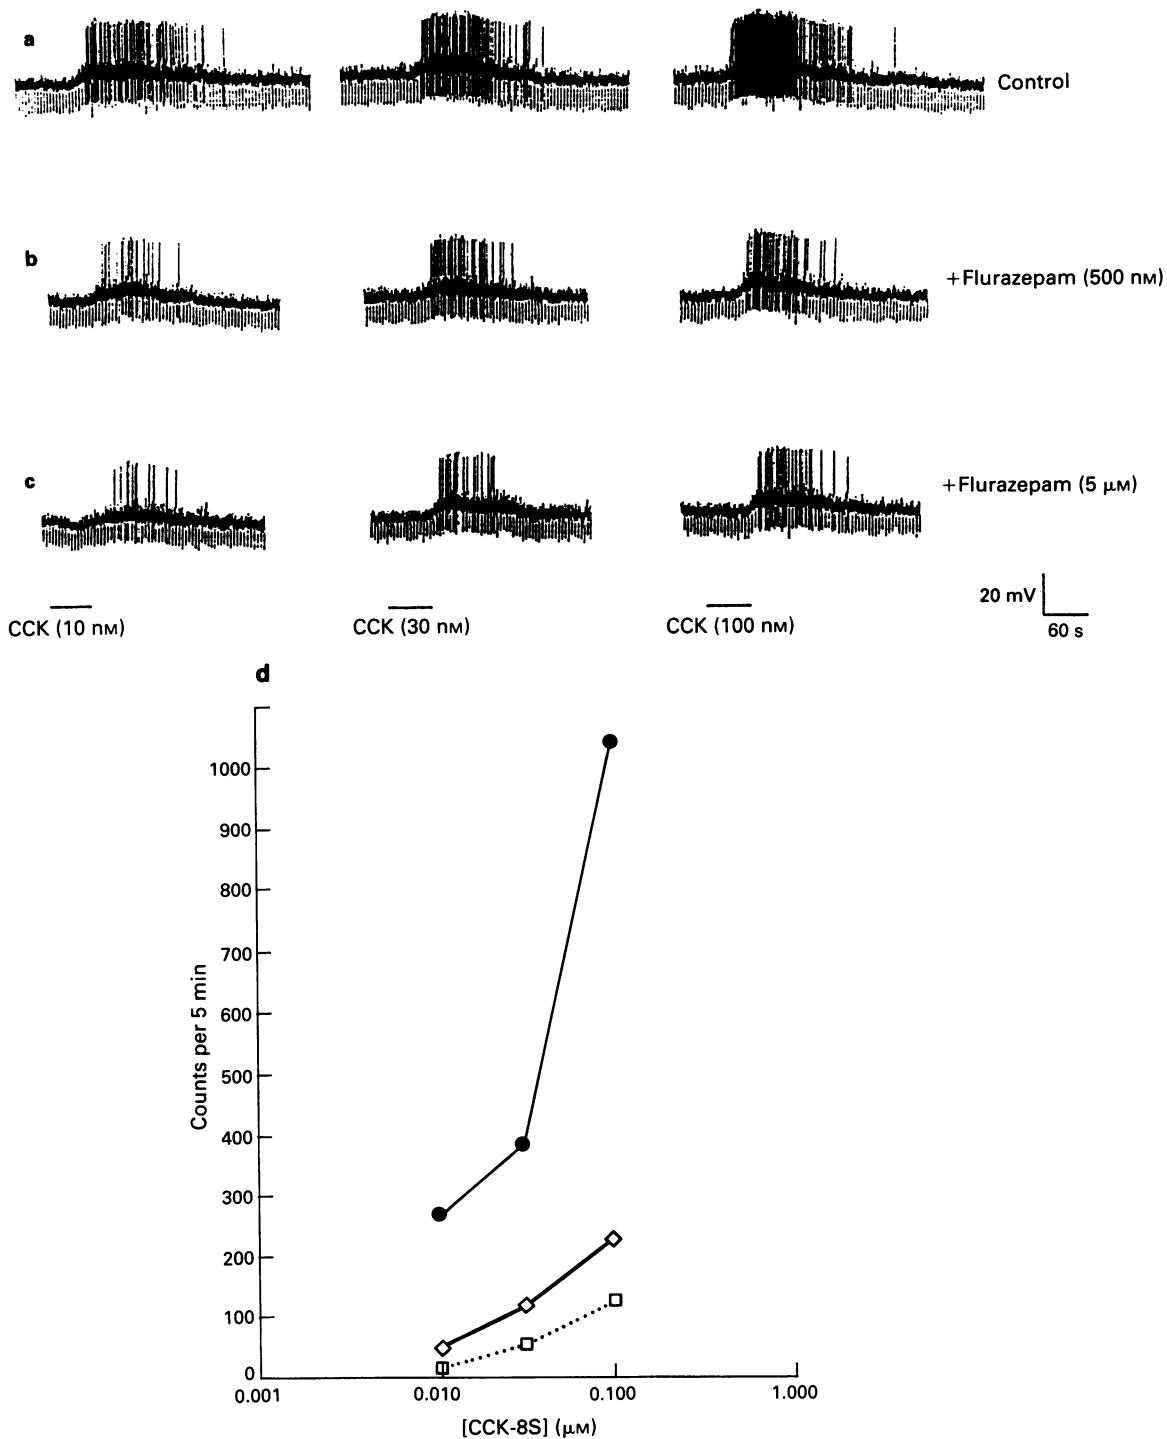 a
Control
b
+Flurazepam (500 nM)
c
+Flurazepam (5 µM)
20 mV
60 s
CCK (10 nM)
CCK (30 nM)
CCK (100 nM)
d
1000
900
800
700
600
500
400
300
200
100
0
Counts per 5 min
0.001
0.010
0.100
1.000
[CCK-8S] (µM)